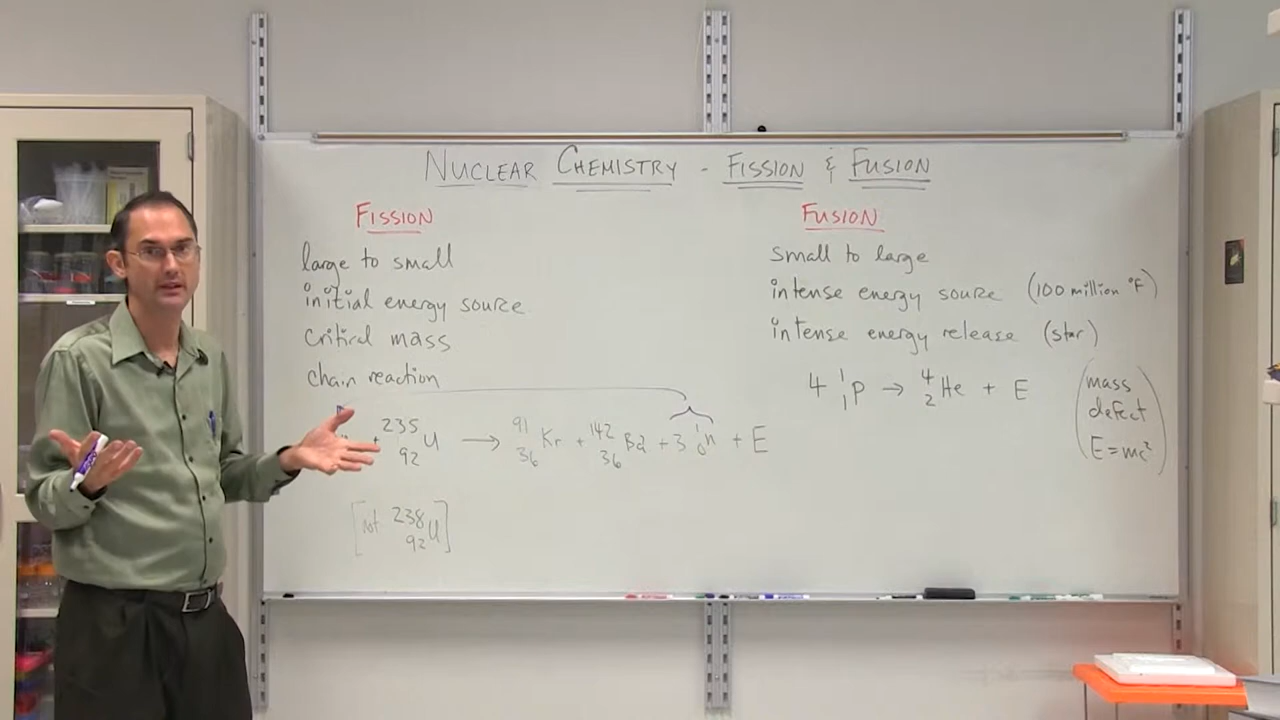 NUCLEAR CHEMISTRY - FISSION & FUSION
FISSION
large to small
initial energy source
critical mass
chain reaction
+ 235 92 U → 91 36 Kr + 142 36 Ba + 3 1 0 n + E
[not 238 92 U]
FUSION
small to large
intense energy source (100 million °F)
intense energy release (star)
4 1 1 P → 4 2 He + E
(mass
defect
E = mc²)